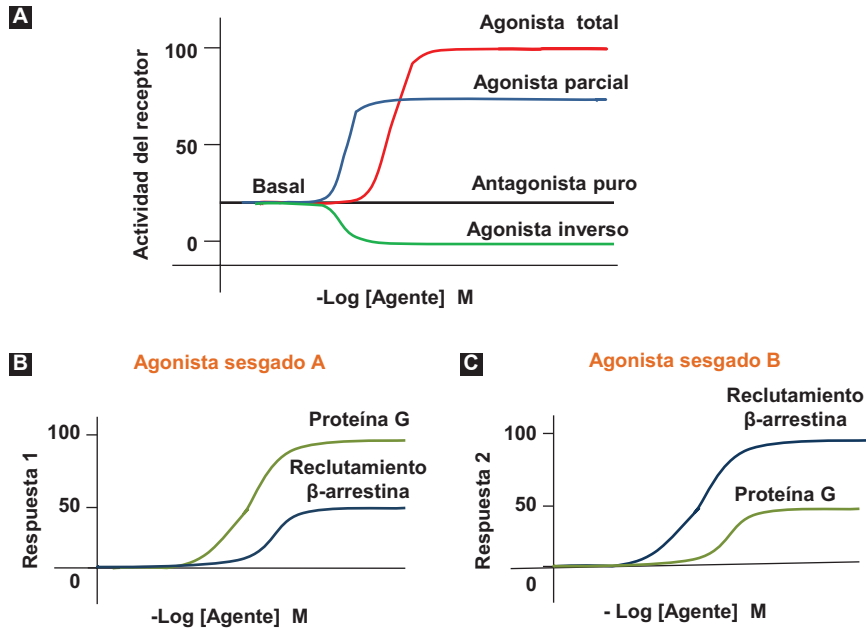 A
Agonista total
100
Agonista parcial
Actividad del receptor
50
Basal
Antagonista puro
Agonista inverso
0
-Log [Agente] M
B
Agonista sesgado A
Proteína G
100
Reclutamiento
β-arrestina
Respuesta 1
50
0
-Log [Agente] M
C
Agonista sesgado B
Reclutamiento
β-arrestina
100
Respuesta 2
Proteína G
50
0
- Log [Agente] M